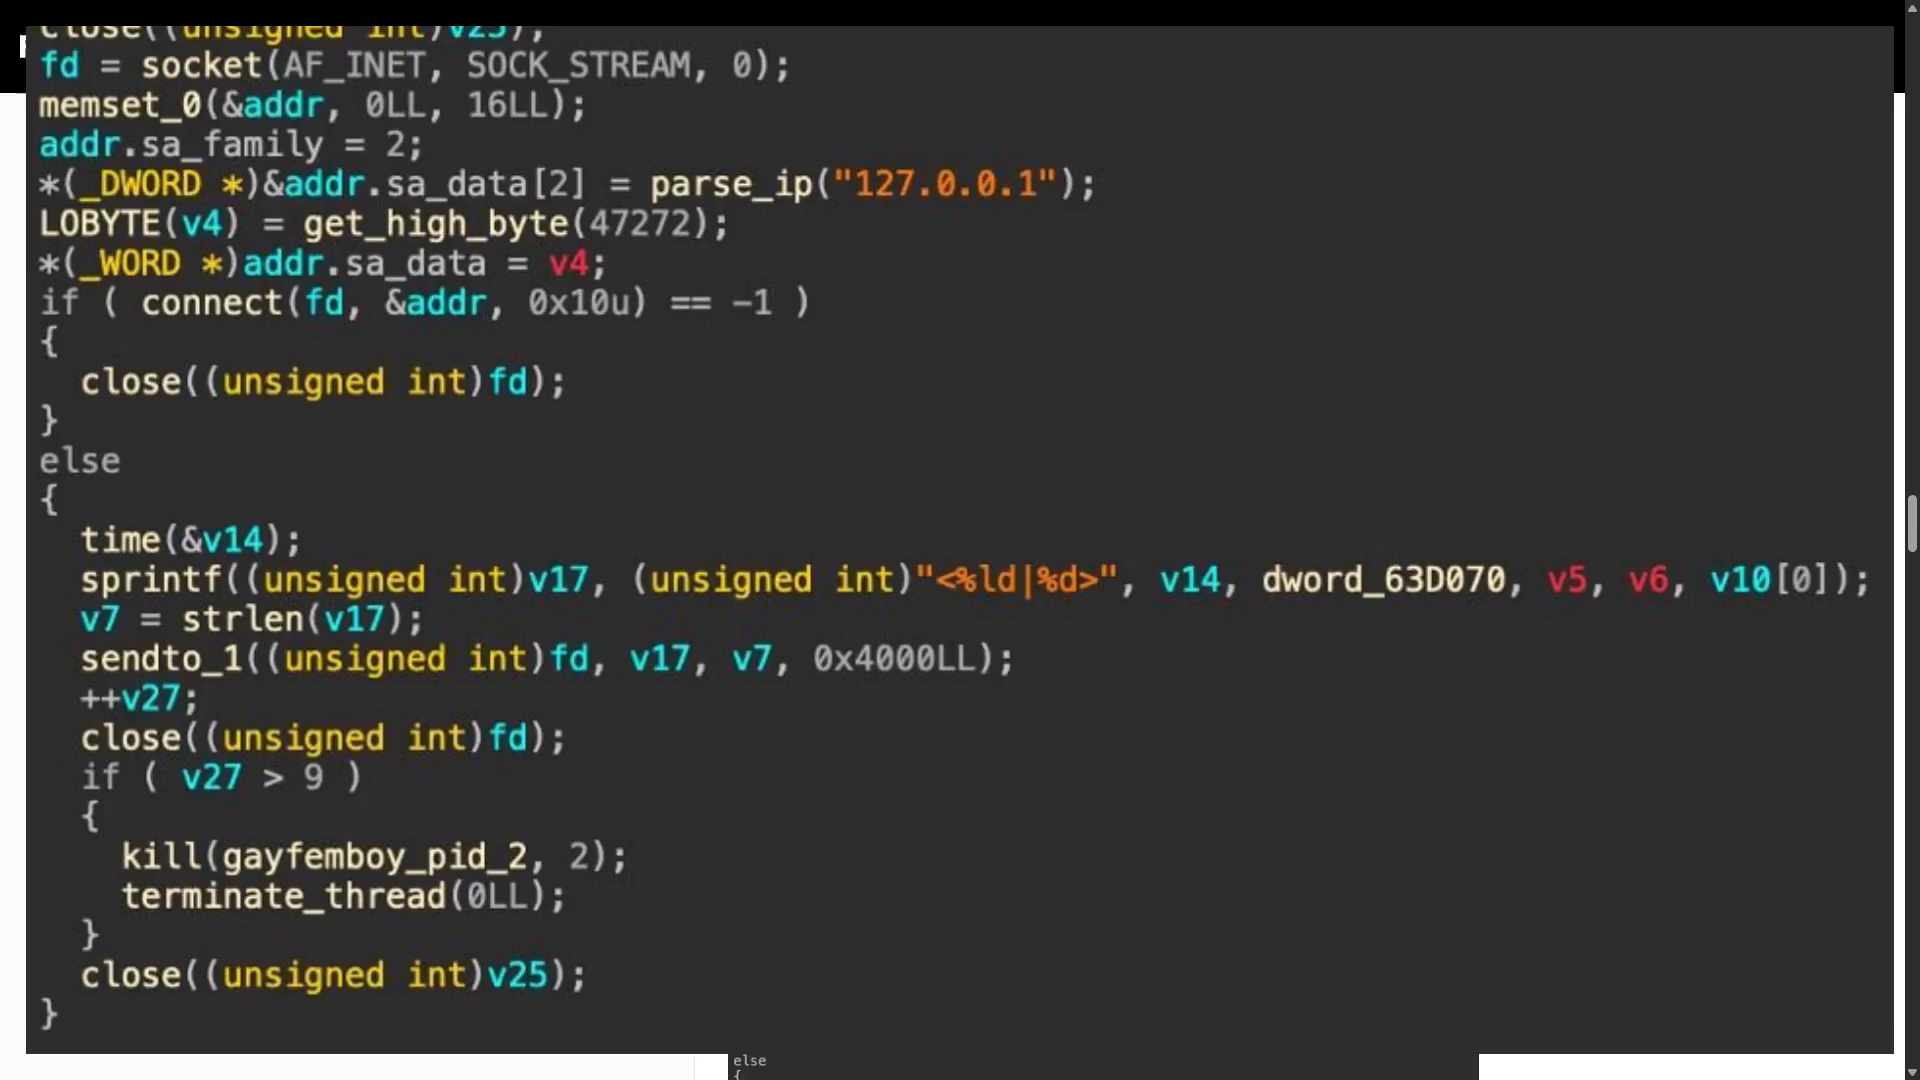 close((unsigned int)v25);
fd = socket(AF_INET, SOCK_STREAM, 0);
memset_0(&addr, 0LL, 16LL);
addr.sa_family = 2;
*(_DWORD *)&addr.sa_data[2] = parse_ip("127.0.0.1");
LOBYTE(v4) = get_high_byte(47272);
*(_WORD *)addr.sa_data = v4;
if ( connect(fd, &addr, 0x10u) == -1 )
{
  close((unsigned int)fd);
}
else
{
  time(&v14);
  sprintf((unsigned int)v17, (unsigned int)"<%ld|%d>", v14, dword_63D070, v5, v6, v10[0]);
  v7 = strlen(v17);
  sendto_1((unsigned int)fd, v17, v7, 0x4000LL);
  ++v27;
  close((unsigned int)fd);
  if ( v27 > 9 )
  {
    kill(gayfemboy_pid_2, 2);
    terminate_thread(0LL);
  }
  close((unsigned int)v25);
}
else
{